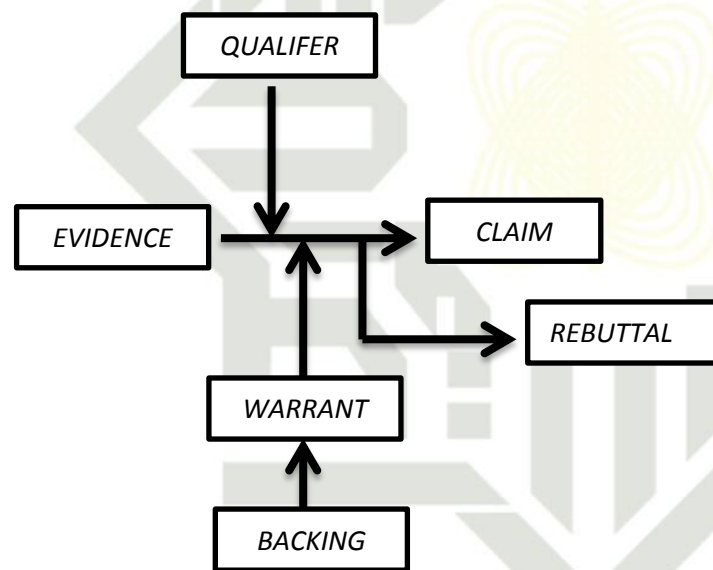 QUALIFER
EVIDENCE
CLAIM
REBUTTAL
WARRANT
BACKING